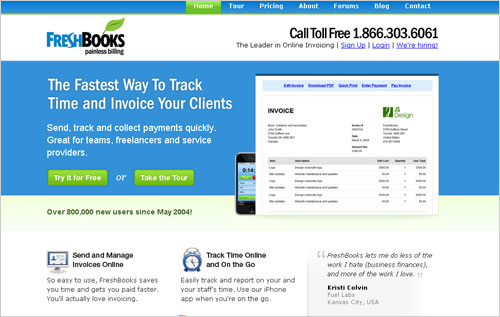 Home Tour Pricing About Forums Blog Help
FRESHBOOKS
painless billing
Call Toll Free 1.866.303.6061
The Leader in Online Invoicing | Sign Up | Login | We're hiring!
The Fastest Way To Track
Time and Invoice Your Clients
Send, track and collect payments quickly.
Great for teams, freelancers and service
providers.
Try it for Free or Take the Tour
Edit Invoice Download PDF Quick Print Enter Payment Pay Invoice
INVOICE
JS
Design
0:14:
Over 800,000 new users since May 2004!
Send and Manage
Invoices Online
So easy to use, FreshBooks saves
you time and gets you paid faster.
You'll actually love invoicing.
Track Time Online
and On the Go
Easily track and report on your and
your staff's time. Use our iPhone
app when you're on the go.
“ FreshBooks lets me do less of the
work I hate (business finances),
and more of the work I love. ”
Kristi Colvin
Fuel Labs
Kansas City, USA